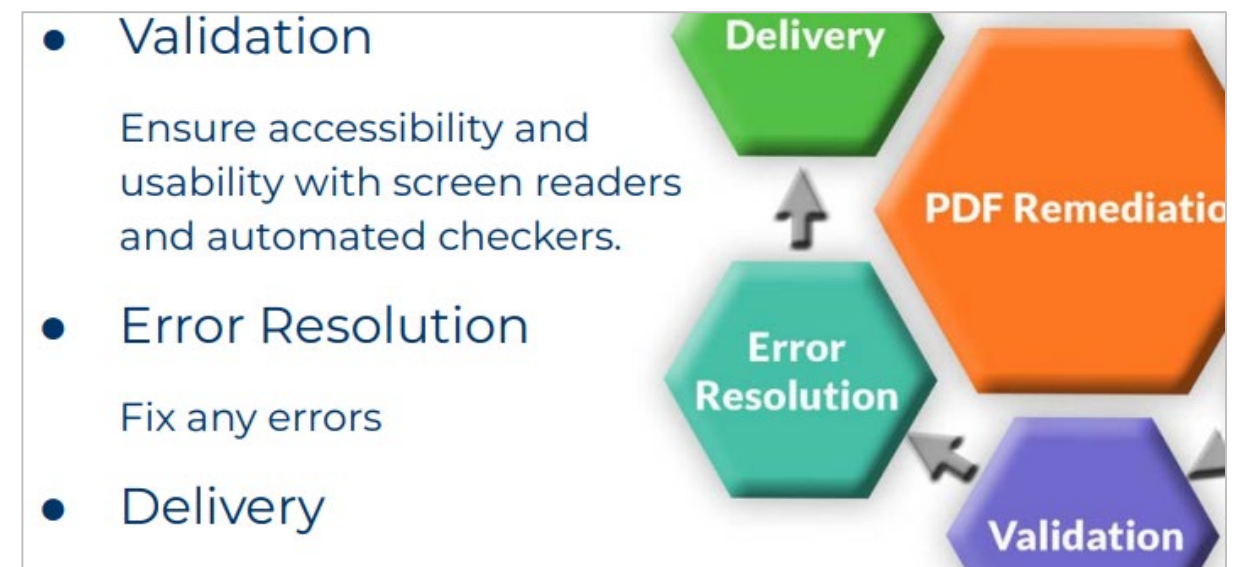 ● Validation
Ensure accessibility and
usability with screen readers
and automated checkers.
● Error Resolution
Fix any errors
● Delivery
Delivery
PDF Remediatio
Error
Resolution
Validation